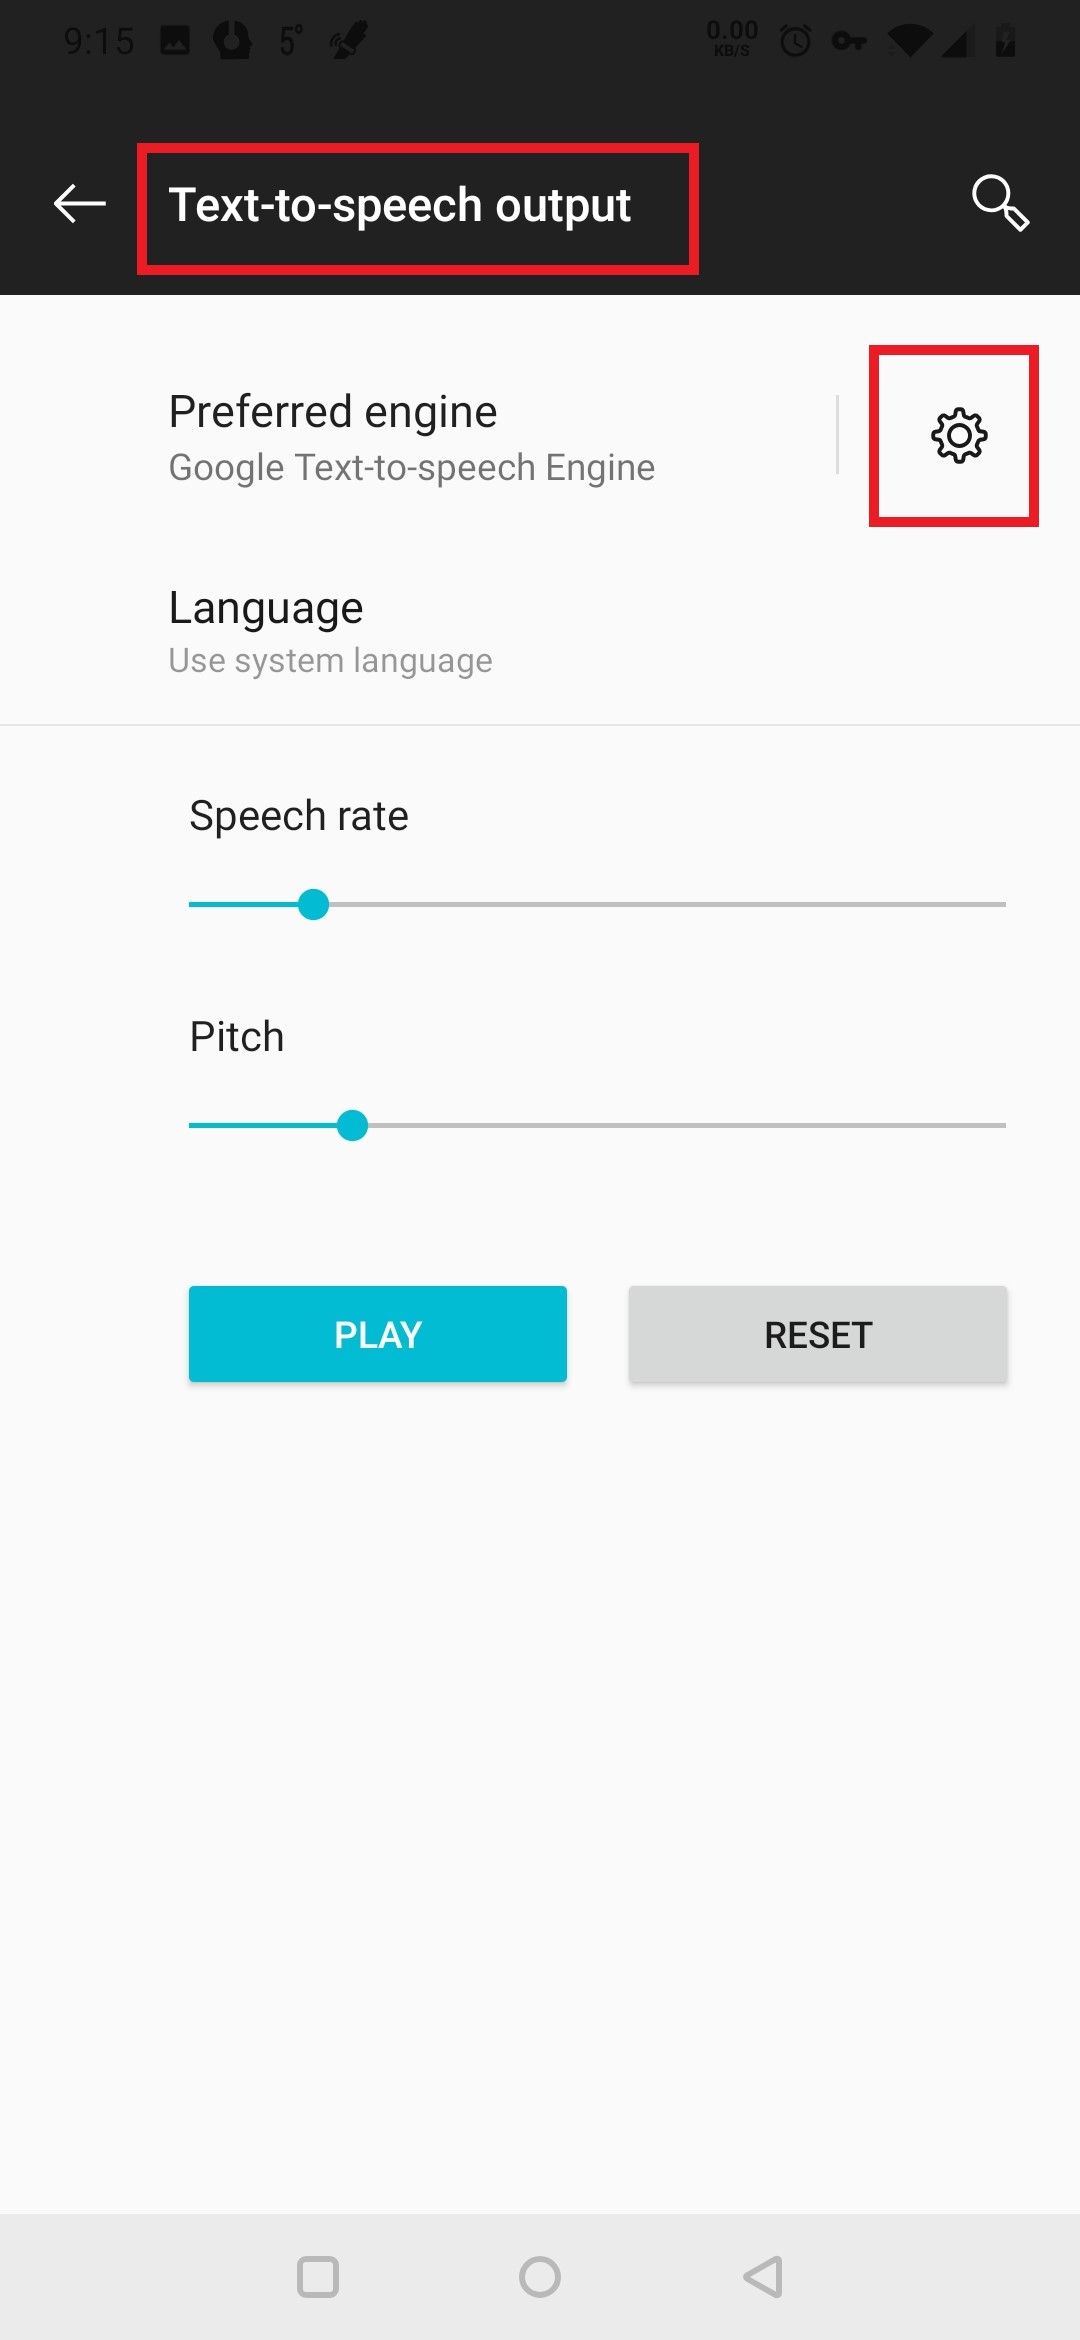 9:15 5° 0.00
KB/S
Text-to-speech output
Preferred engine
Google Text-to-speech Engine
Language
Use system language
Speech rate
Pitch
PLAY RESET